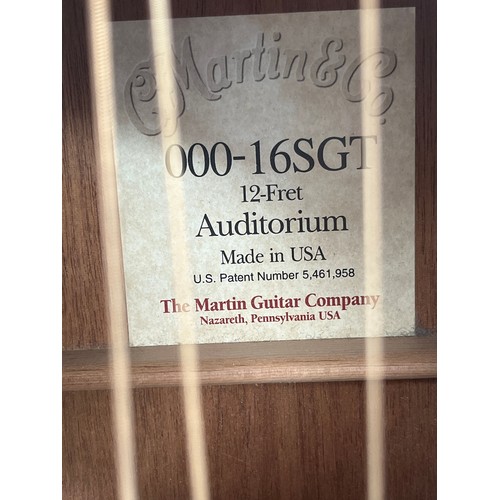 Martin & Co.
000-16SGT
12-Fret
Auditorium
Made in USA
U.S. Patent Number 5,461,958
The Martin Guitar Company
Nazareth, Pennsylvania USA